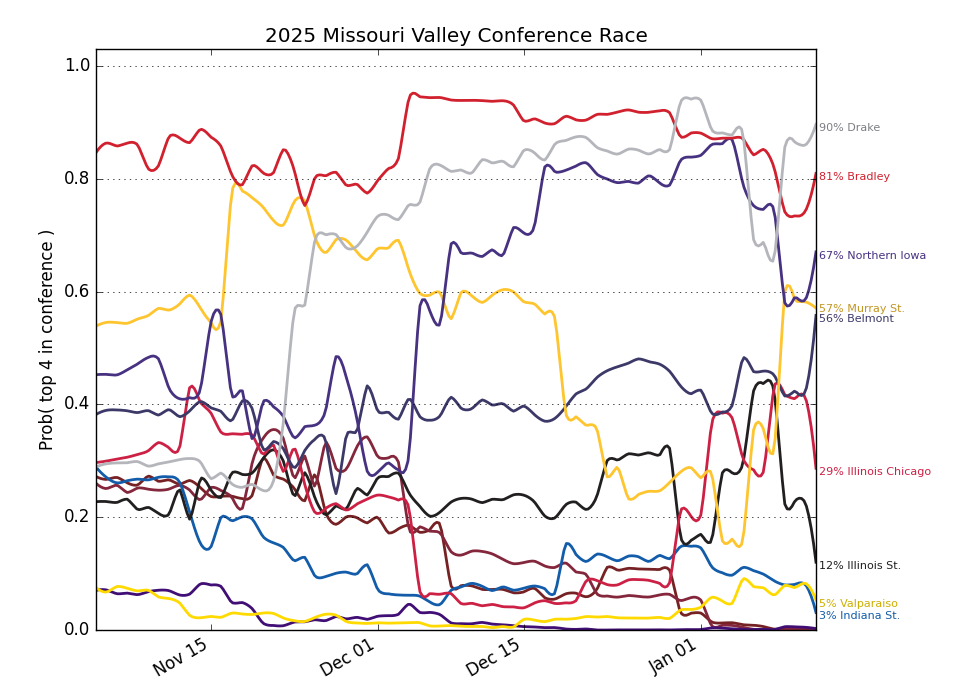 2025 Missouri Valley Conference Race
Prob( top 4 in conference )
1.0
0.8
0.6
0.4
0.2
0.0
Nov 15
Dec 01
Dec 15
Jan 01
90% Drake
81% Bradley
67% Northern Iowa
57% Murray St.
56% Belmont
29% Illinois Chicago
12% Illinois St.
5% Valparaiso
3% Indiana St.